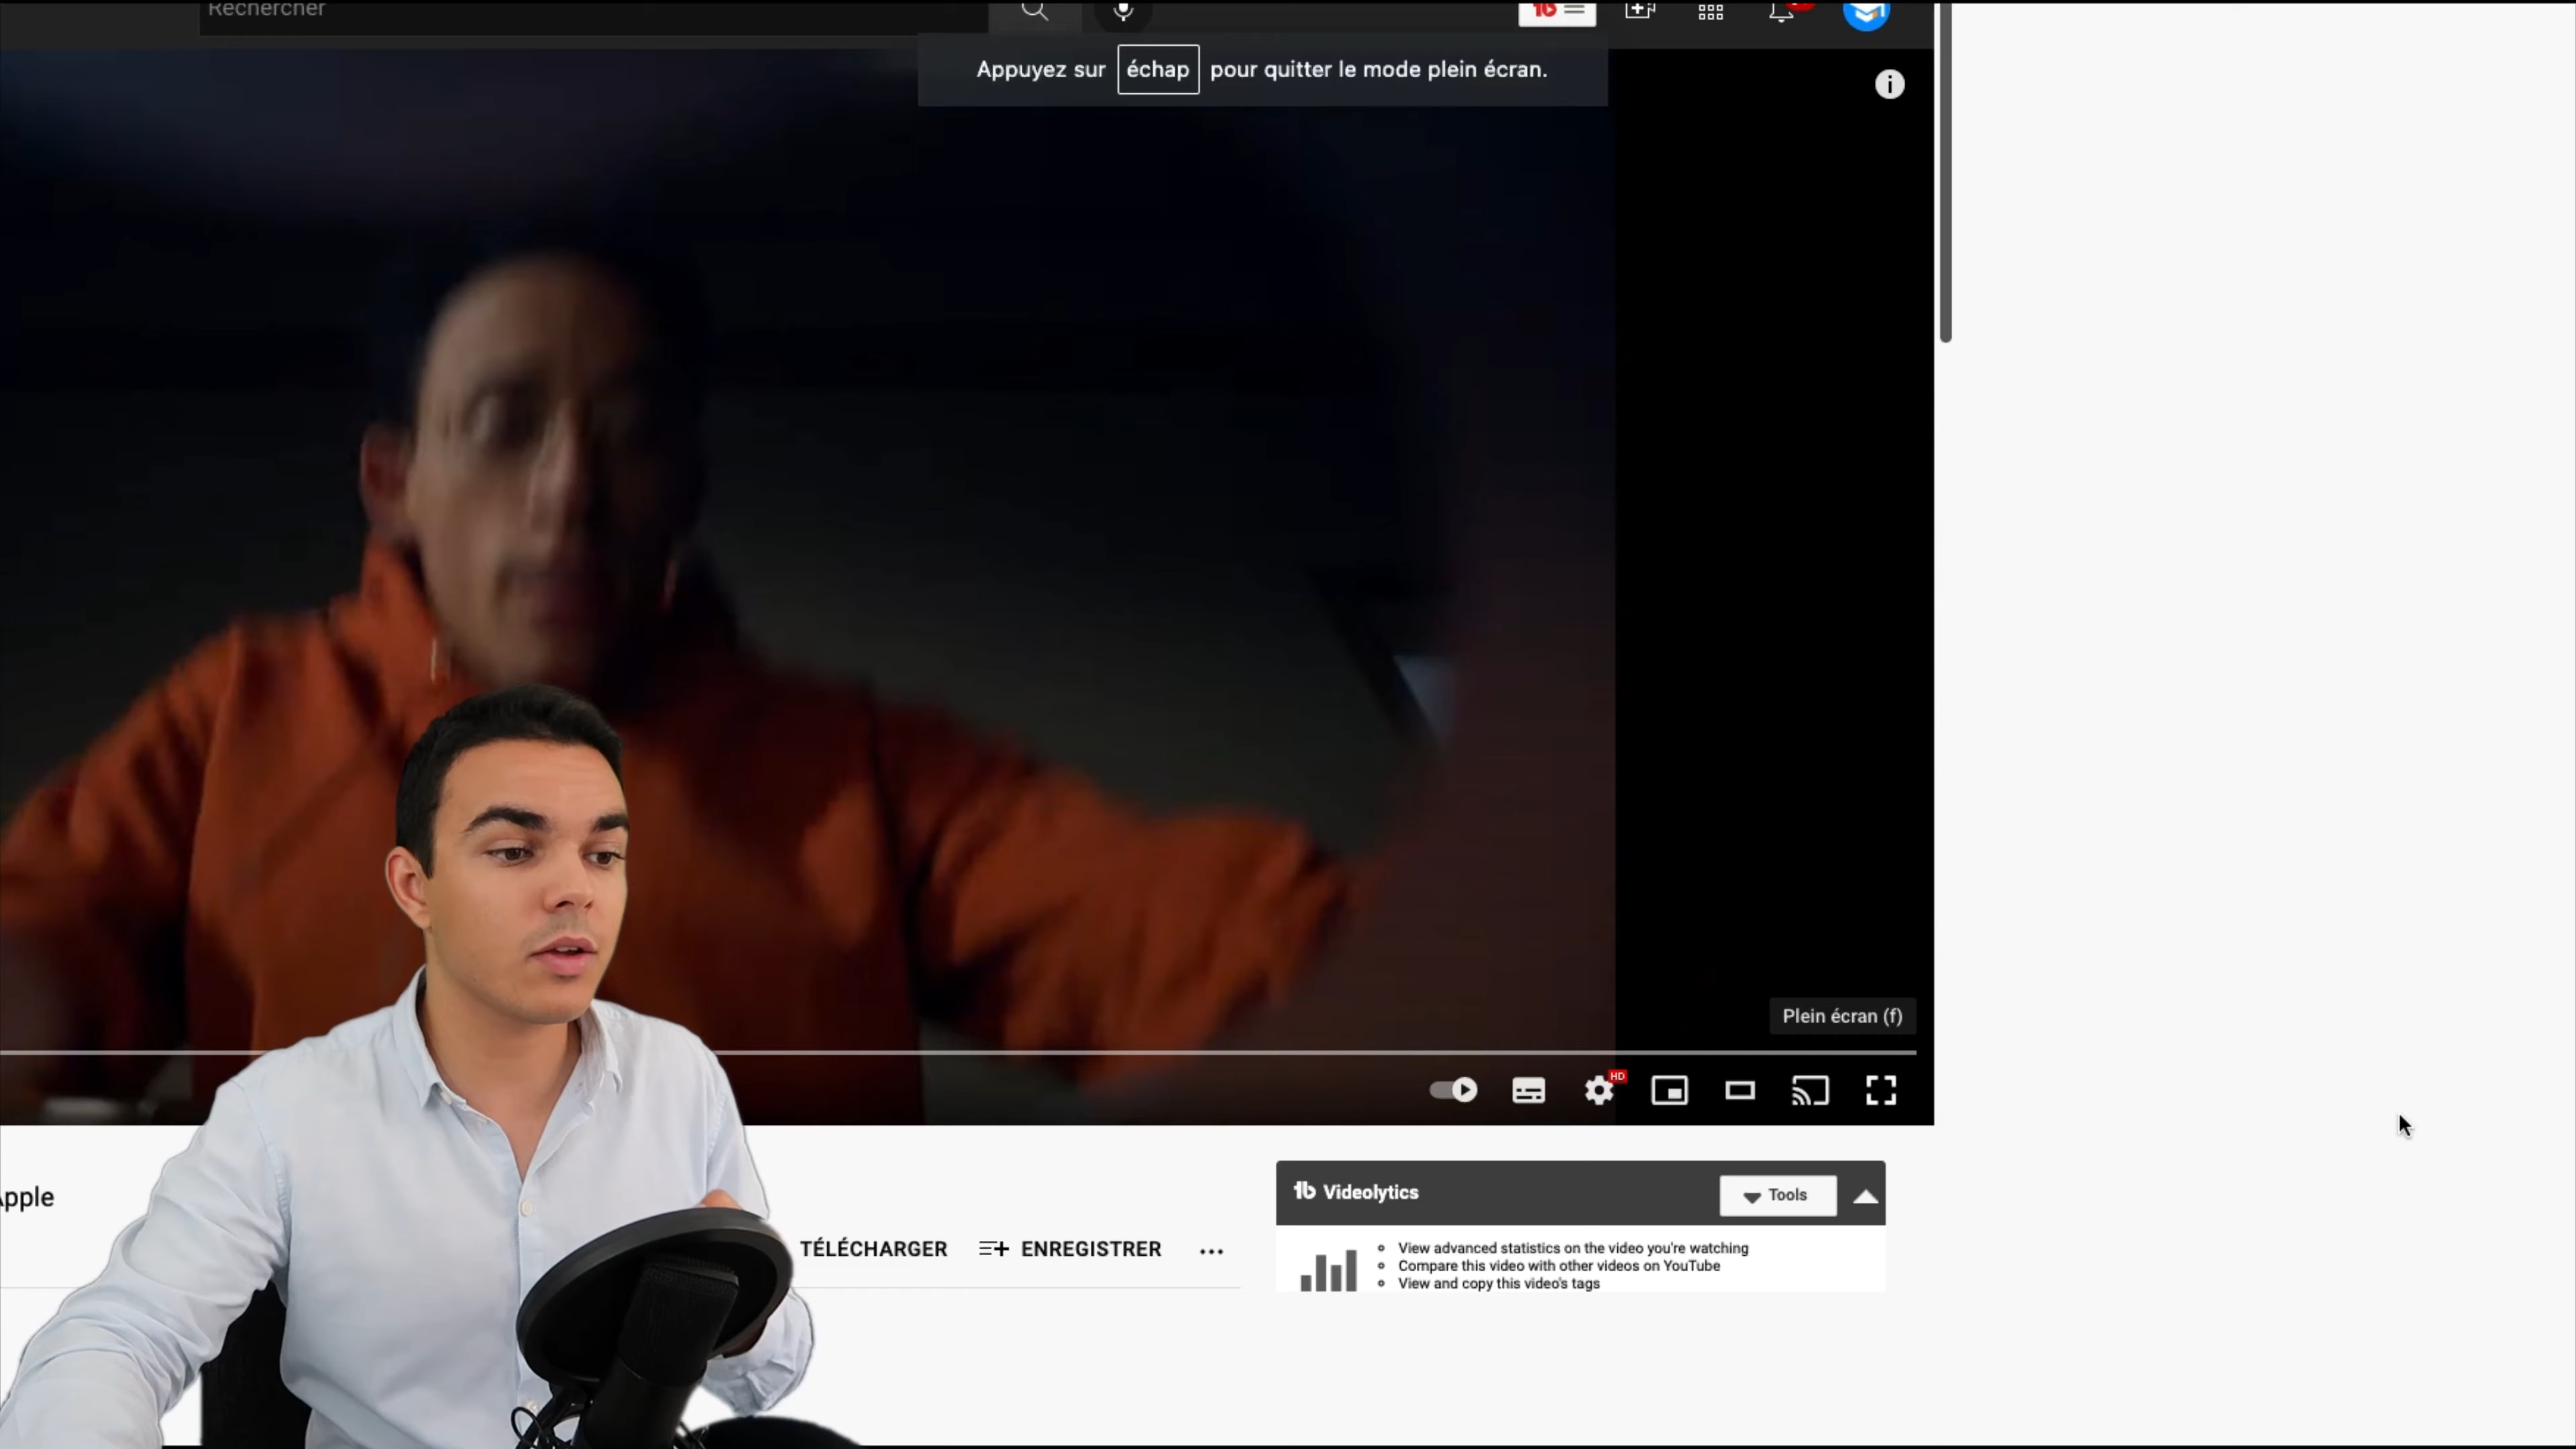 Rechercher
Appuyez sur échap pour quitter le mode plein écran.
Plein écran (f)
HD
Apple
TÉLÉCHARGER ENREGISTRER
Videolytics
Tools
View advanced statistics on the video you're watching
Compare this video with other videos on YouTube
View and copy this video's tags